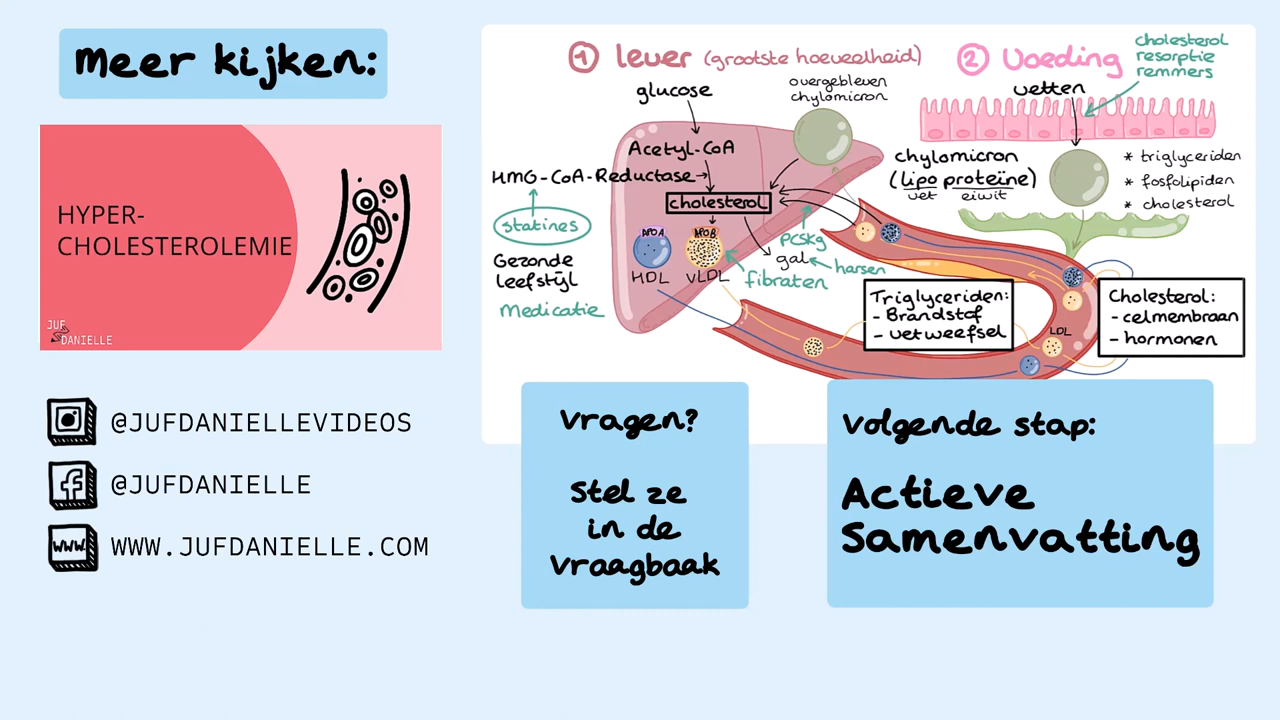 Meer kijken:
HYPER-
CHOLESTEROLEMIE
JUF
DANIELLE
@JUFDANIELLEVIDEOS
@JUFDANIELLE
www.
WWW.JUFDANIELLE.COM
1 lever (grootste hoeveelheid)
glucose
overgebleven
chylomicron
Acetyl-CoA
HMG-CoA-Reductase
cholesterol
statines
APO A
APO B
HDL
vLDL
Gezonde
leefstijl
Medicatie
PCSK9
gal
harsen
fibraten
2 Voeding
cholesterol
resorptie
remmers
vetten
chylomicron
(lipo proteïne)
vet eiwit
* triglyceriden
* fosfolipiden
* cholesterol
Triglyceriden:
- Brandstof
- vetweefsel
LDL
Cholesterol:
- celmembraan
- hormonen
Vragen?
Stel ze
in de
Vraagbaak
Volgende stap:
Actieve
Samenvatting